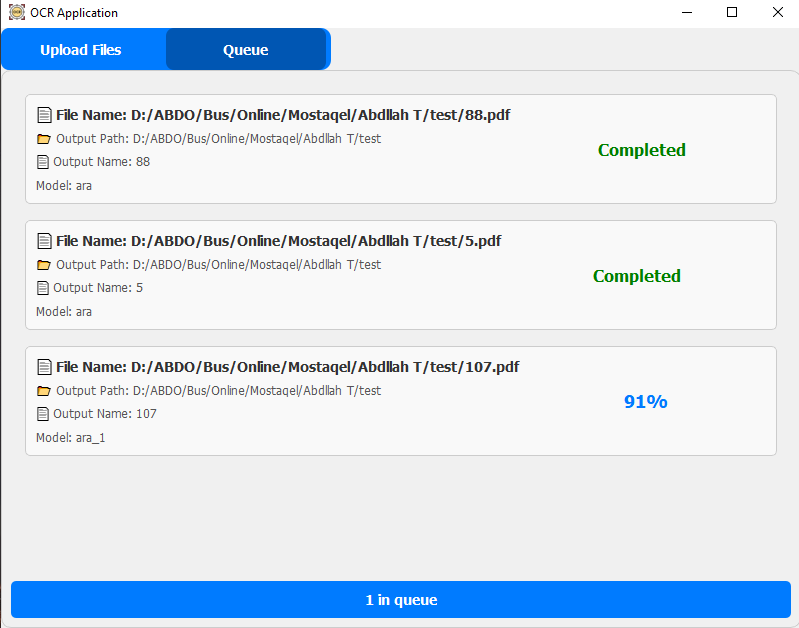 OCR Application
Upload Files
Queue
File Name: D:/ABDO/Bus/Online/Mostaqel/Abdllah T/test/88.pdf
Output Path: D:/ABDO/Bus/Online/Mostaqel/Abdllah T/test
Output Name: 88
Model: ara
Completed
File Name: D:/ABDO/Bus/Online/Mostaqel/Abdllah T/test/5.pdf
Output Path: D:/ABDO/Bus/Online/Mostaqel/Abdllah T/test
Output Name: 5
Model: ara
Completed
File Name: D:/ABDO/Bus/Online/Mostaqel/Abdllah T/test/107.pdf
Output Path: D:/ABDO/Bus/Online/Mostaqel/Abdllah T/test
Output Name: 107
Model: ara_1
91%
1 in queue